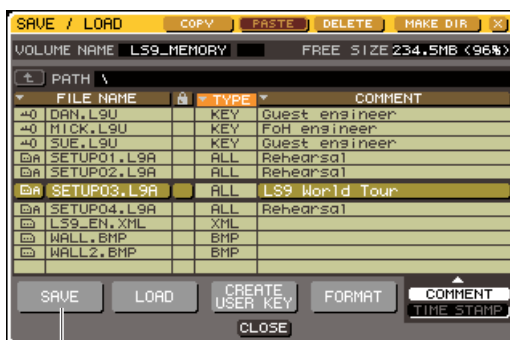 SAVE / LOAD COPY PASTE DELETE MAKE DIR X
VOLUME NAME LS9_MEMORY FREE SIZE 234.5MB (96%)
PATH \
FILE NAME TYPE COMMENT
DAN.L9U KEY Guest engineer
MICK.L9U KEY FoH engineer
SUE.L9U KEY Guest engineer
SETUP01.L9A ALL Rehearsal
SETUP02.L9A ALL Rehearsal
SETUP03.L9A ALL LS9 World Tour
SETUP04.L9A ALL Rehearsal
LS9_EN.XML XML
WALL.BMP BMP
WALL2.BMP BMP
SAVE LOAD CREATE USER KEY FORMAT COMMENT
TIME STAMP
CLOSE